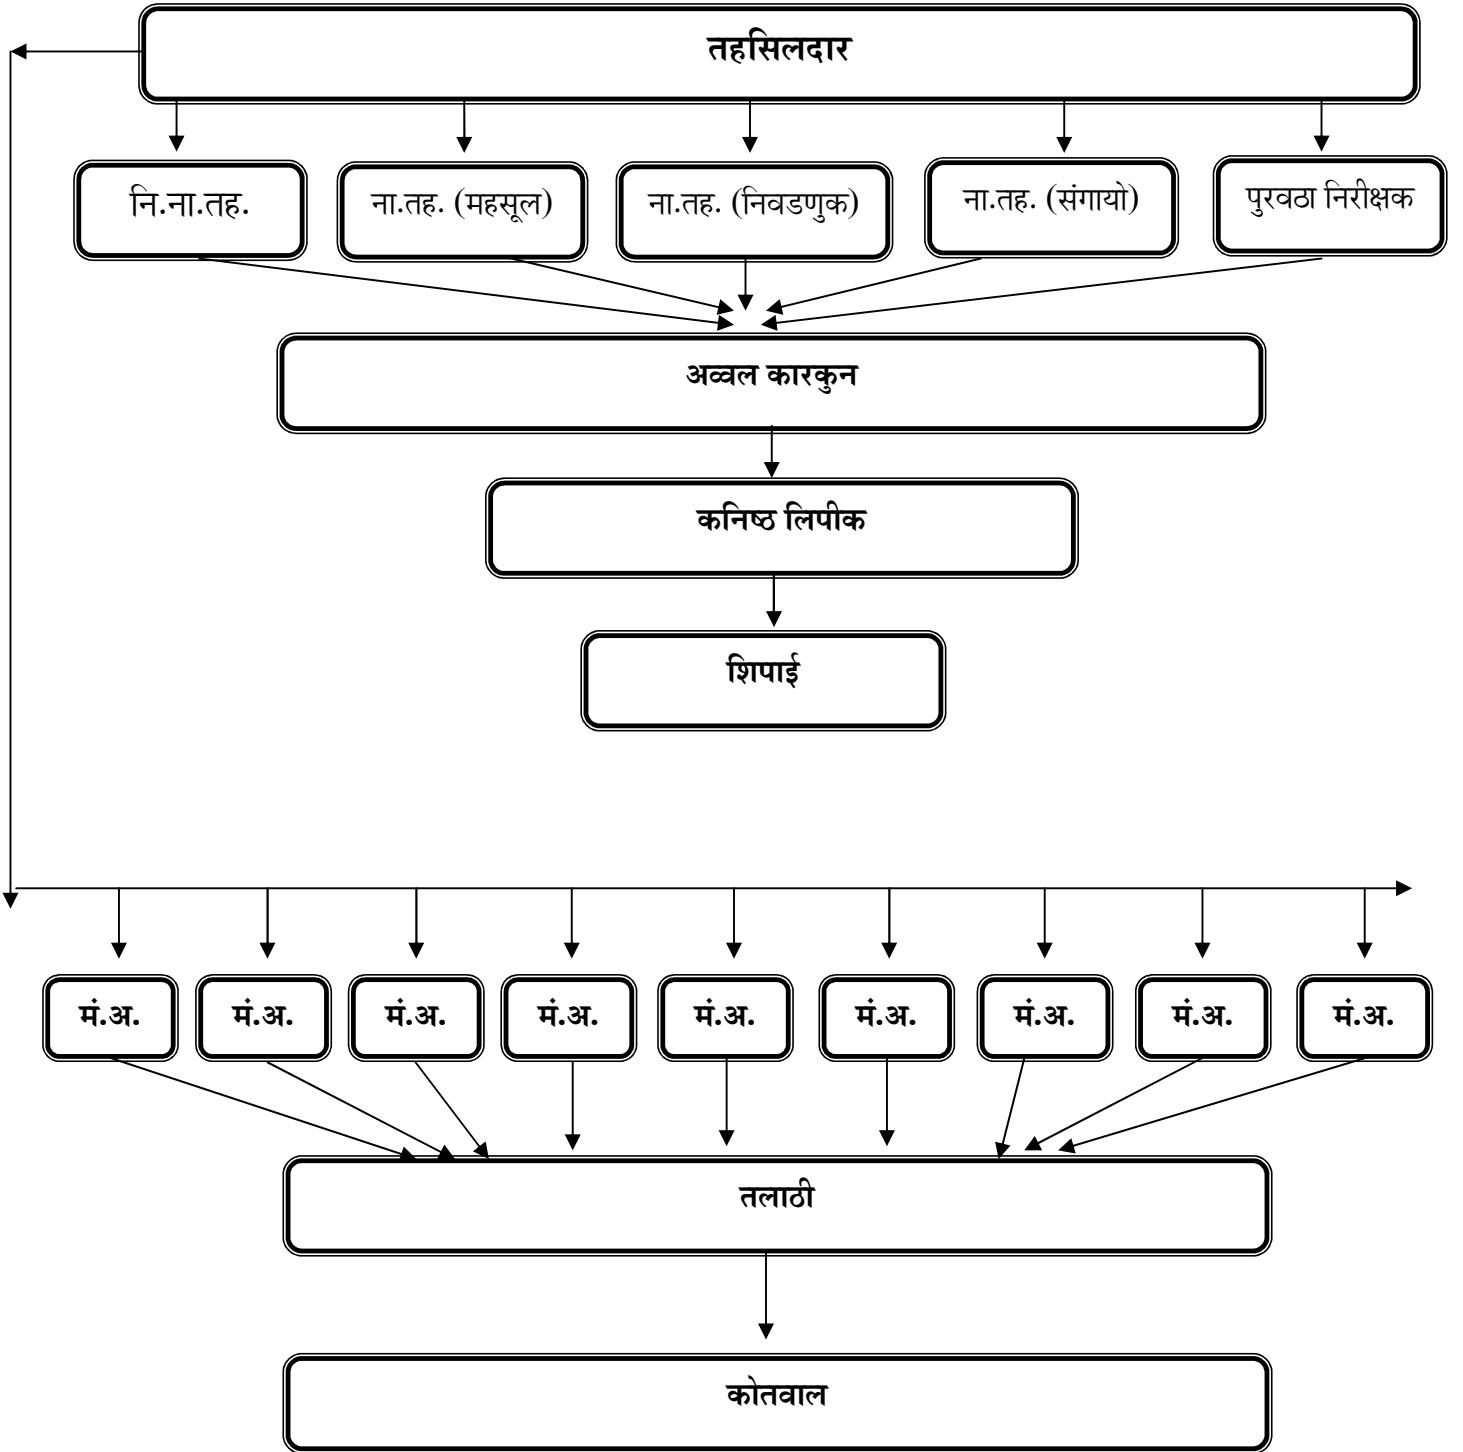 तहसिलदार
नि.ना.तह.
ना.तह. (महसूल)
ना.तह. (निवडणुक)
ना.तह. (संगायो)
पुरवठा निरीक्षक
अव्वल कारकुन
कनिष्ठ लिपीक
शिपाई
मं.अ.
मं.अ.
मं.अ.
मं.अ.
मं.अ.
मं.अ.
मं.अ.
मं.अ.
मं.अ.
तलाठी
कोतवाल